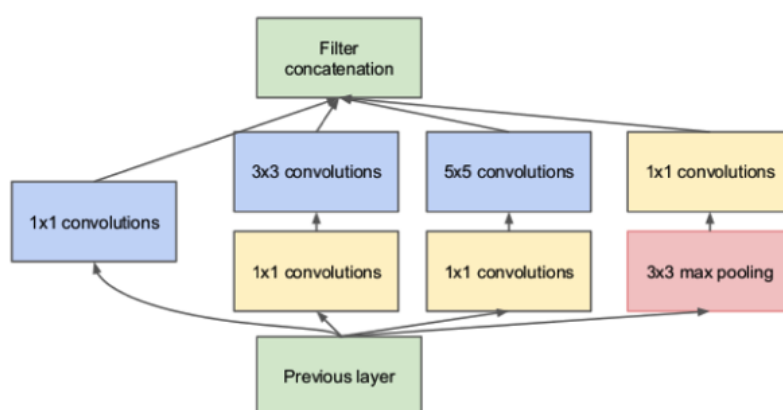 Filter
concatenation
3x3 convolutions
5x5 convolutions
1x1 convolutions
1x1 convolutions
1x1 convolutions
1x1 convolutions
3x3 max pooling
Previous layer